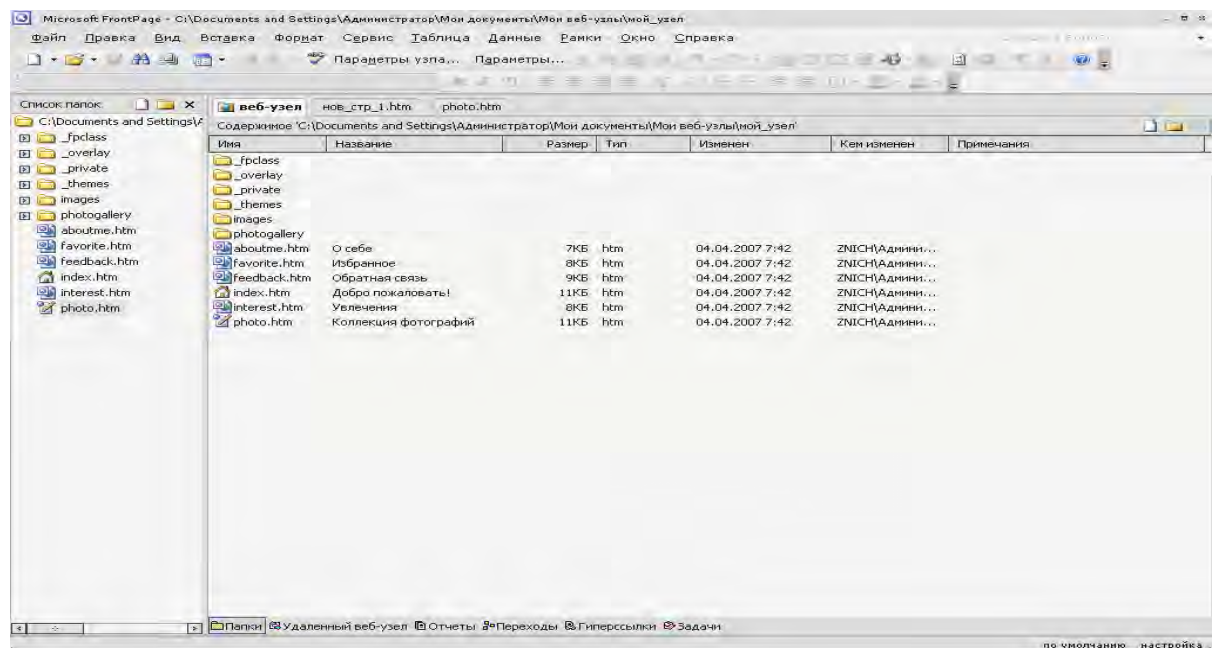 Microsoft FrontPage - C:\Documents and Settings\Администратор\Мои документы\Мои веб-узлы\мой_узел
Файл Правка Вид Вставка Формат Сервис Таблица Данные Рамки Окно Справка
Параметры узла... Параметры...
Список папок
веб-узел нов_стр_1.htm photo.htm
C:\Documents and Settings\А
Содержимое 'C:\Documents and Settings\Администратор\Мои документы\Мои веб-узлы\мой_узел'
_fpclass
_overlay
_private
_themes
images
photogallery
aboutme.htm
favorite.htm
feedback.htm
index.htm
interest.htm
photo.htm
Имя Название Размер Тип Изменен Кем изменен Примечания
_fpclass
_overlay
_private
_themes
images
photogallery
aboutme.htm О себе 7КБ htm 04.04.2007 7:42 ZNICH\Админи...
favorite.htm Избранное 8КБ htm 04.04.2007 7:42 ZNICH\Админи...
feedback.htm Обратная связь 9КБ htm 04.04.2007 7:42 ZNICH\Админи...
index.htm Добро пожаловать! 11КБ htm 04.04.2007 7:42 ZNICH\Админи...
interest.htm Увлечения 8КБ htm 04.04.2007 7:42 ZNICH\Админи...
photo.htm Коллекция фотографий 11КБ htm 04.04.2007 7:42 ZNICH\Админи...
Папки Удаленный веб-узел Отчеты Переходы Гиперссылки Задачи
по умолчанию настройка